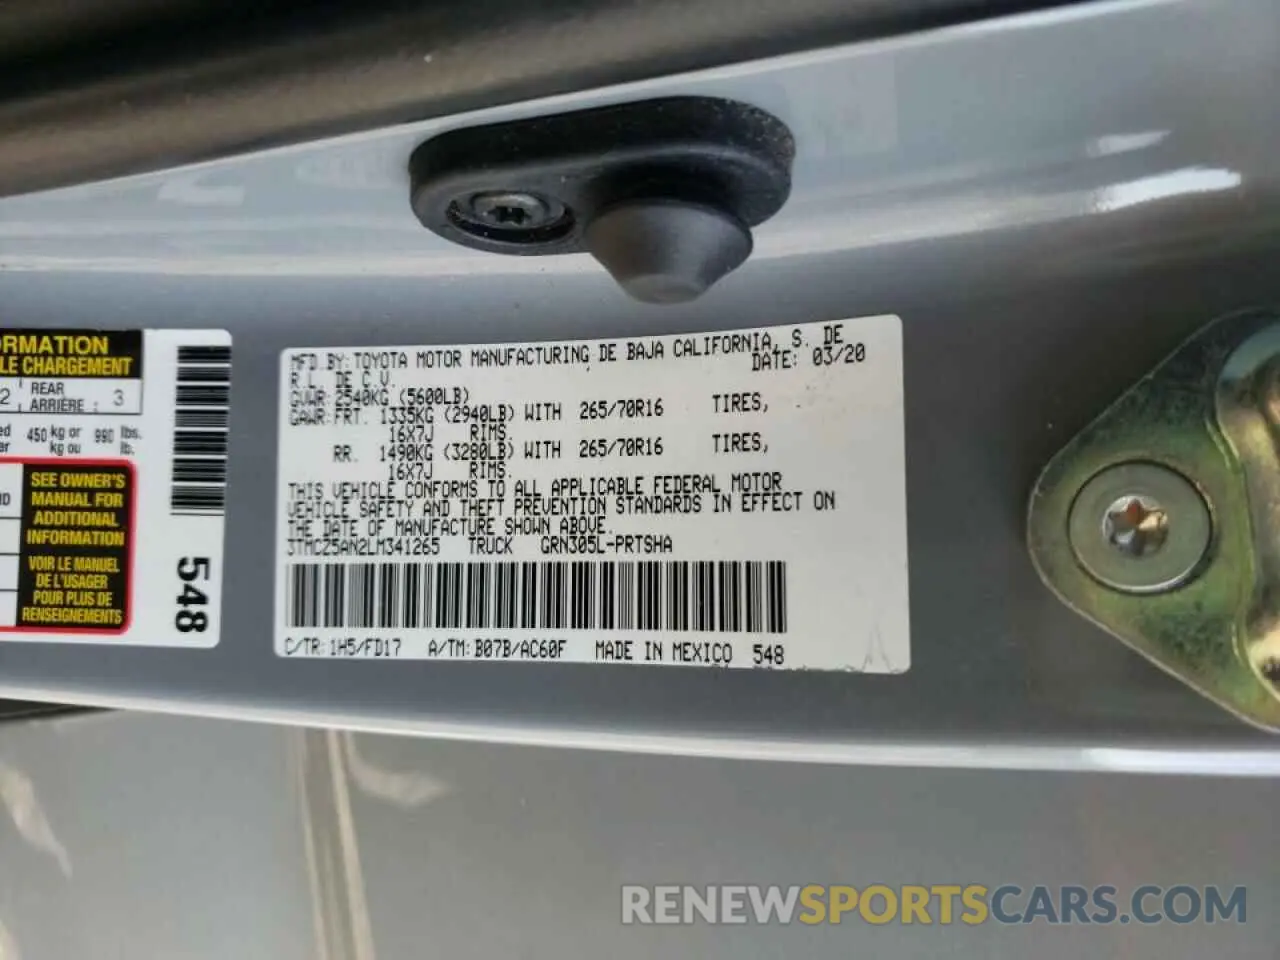 ORMATION
LE CHARGEMENT
2 REAR ARRIÈRE : 3
450 kg or kg ou 990 lbs. lb.
SEE OWNER'S
MANUAL FOR
ADDITIONAL
INFORMATION
VOIR LE MANUEL
DE L'USAGER
POUR PLUS DE
RENSEIGNEMENTS
548
MFD BY: TOYOTA MOTOR MANUFACTURING DE BAJA CALIFORNIA, S. DE
R.L. DE C.V. DATE: 03/20
GVWR: 2540KG (5600LB)
GAWR: FRT. 1335KG (2940LB) WITH 265/70R16 TIRES,
16X7J RIMS.
RR. 1490KG (3280LB) WITH 265/70R16 TIRES,
16X7J RIMS.
THIS VEHICLE CONFORMS TO ALL APPLICABLE FEDERAL MOTOR
VEHICLE SAFETY AND THEFT PREVENTION STANDARDS IN EFFECT ON
THE DATE OF MANUFACTURE SHOWN ABOVE.
3TMCZ5AN2LM341265 TRUCK GRN305L-PRTSHA
C/TR: 1H5/FD17 A/TM: B07B/AC60F MADE IN MEXICO 548
RENEWSPORTSCARS.COM